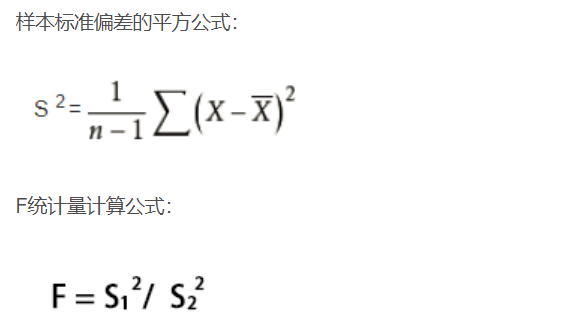 样本标准偏差的平方公式:
S²= 1/(n−1) ∑(X−X̅)²
F统计量计算公式:
F = S₁²/ S₂²